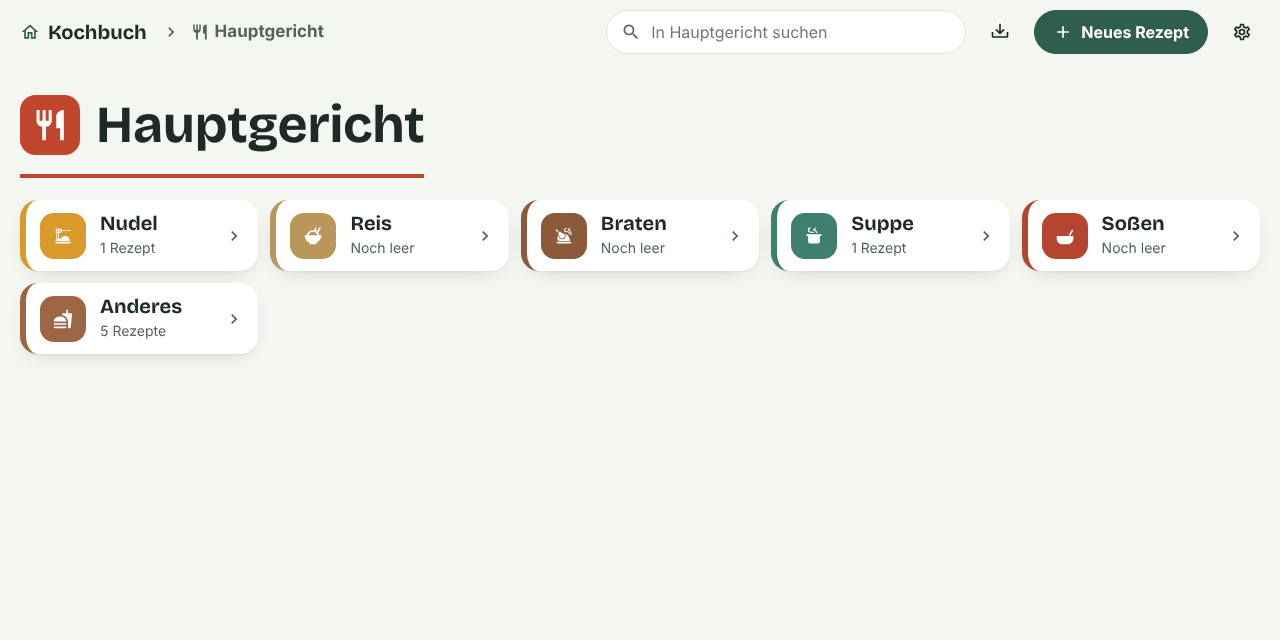 Kochbuch
Hauptgericht
In Hauptgericht suchen
Neues Rezept
Hauptgericht
Nudel
1 Rezept
Reis
Noch leer
Braten
Noch leer
Suppe
1 Rezept
Soßen
Noch leer
Anderes
5 Rezepte